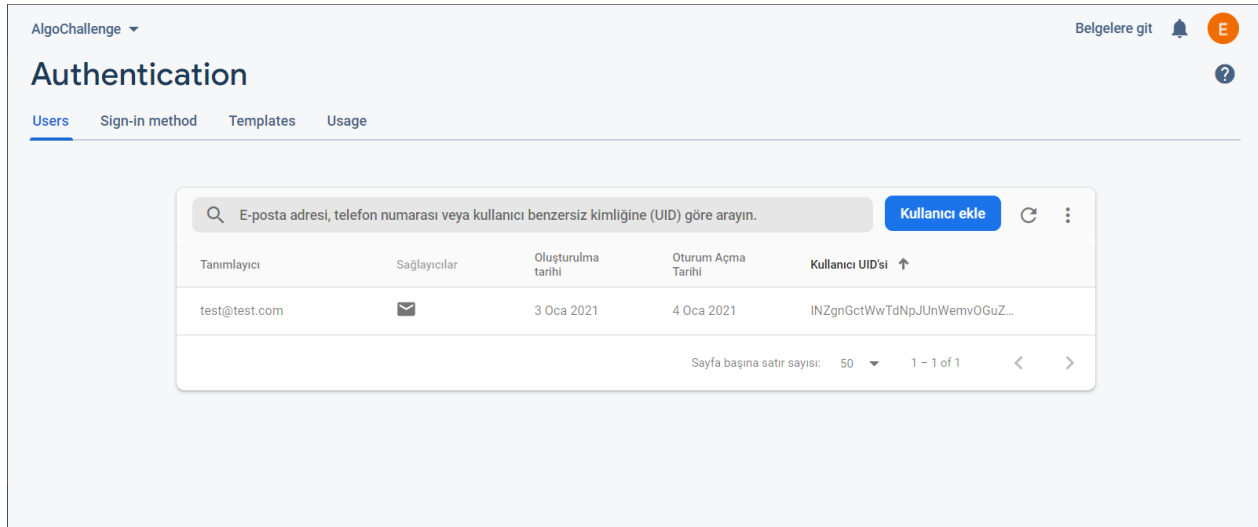 AlgoChallenge
Belgelere git
E
Authentication
Users Sign-in method Templates Usage
E-posta adresi, telefon numarası veya kullanıcı benzersiz kimliğine (UID) göre arayın.
Kullanıcı ekle
Tanımlayıcı Sağlayıcılar Oluşturulma tarihi Oturum Açma Tarihi Kullanıcı UID'si
test@test.com 3 Oca 2021 4 Oca 2021 INZgnGctWwTdNpJUnWemvOGuZ...
Sayfa başına satır sayısı: 50 1 – 1 of 1